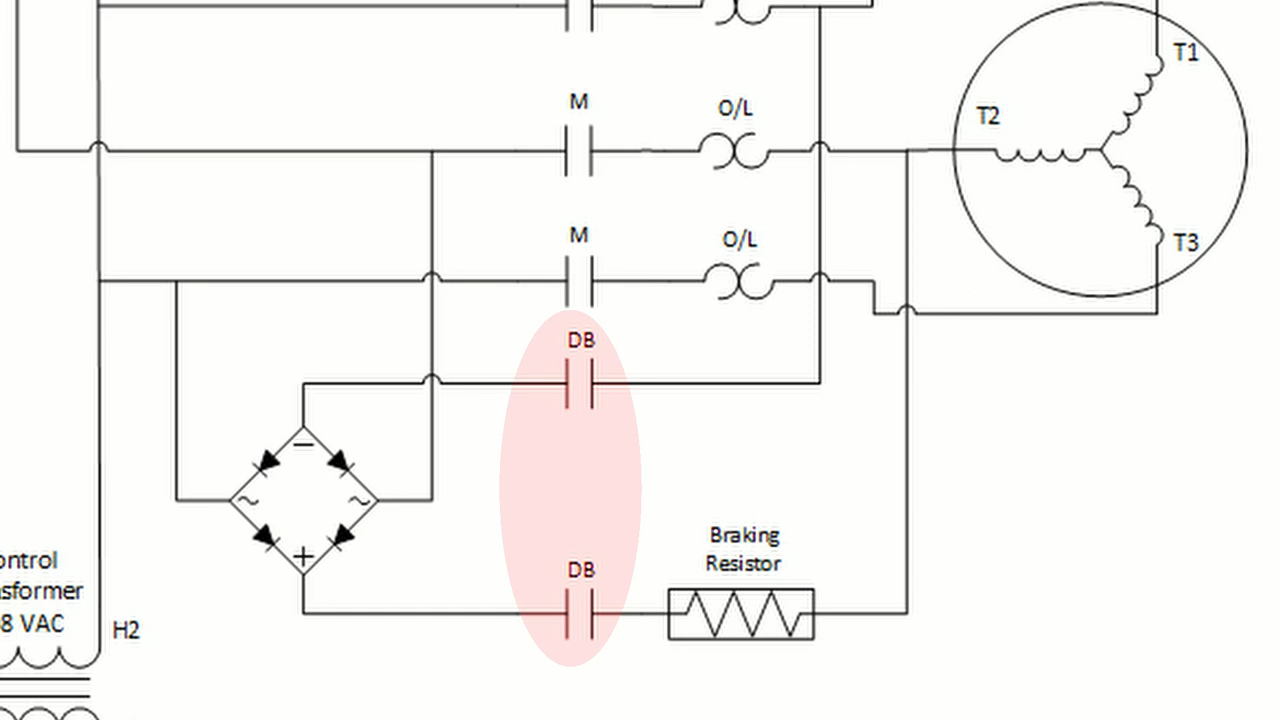 T1
M
O/L
T2
M
O/L
T3
DB
−
~ ~
+
Braking
Resistor
DB
ontrol
sformer
8 VAC
H2